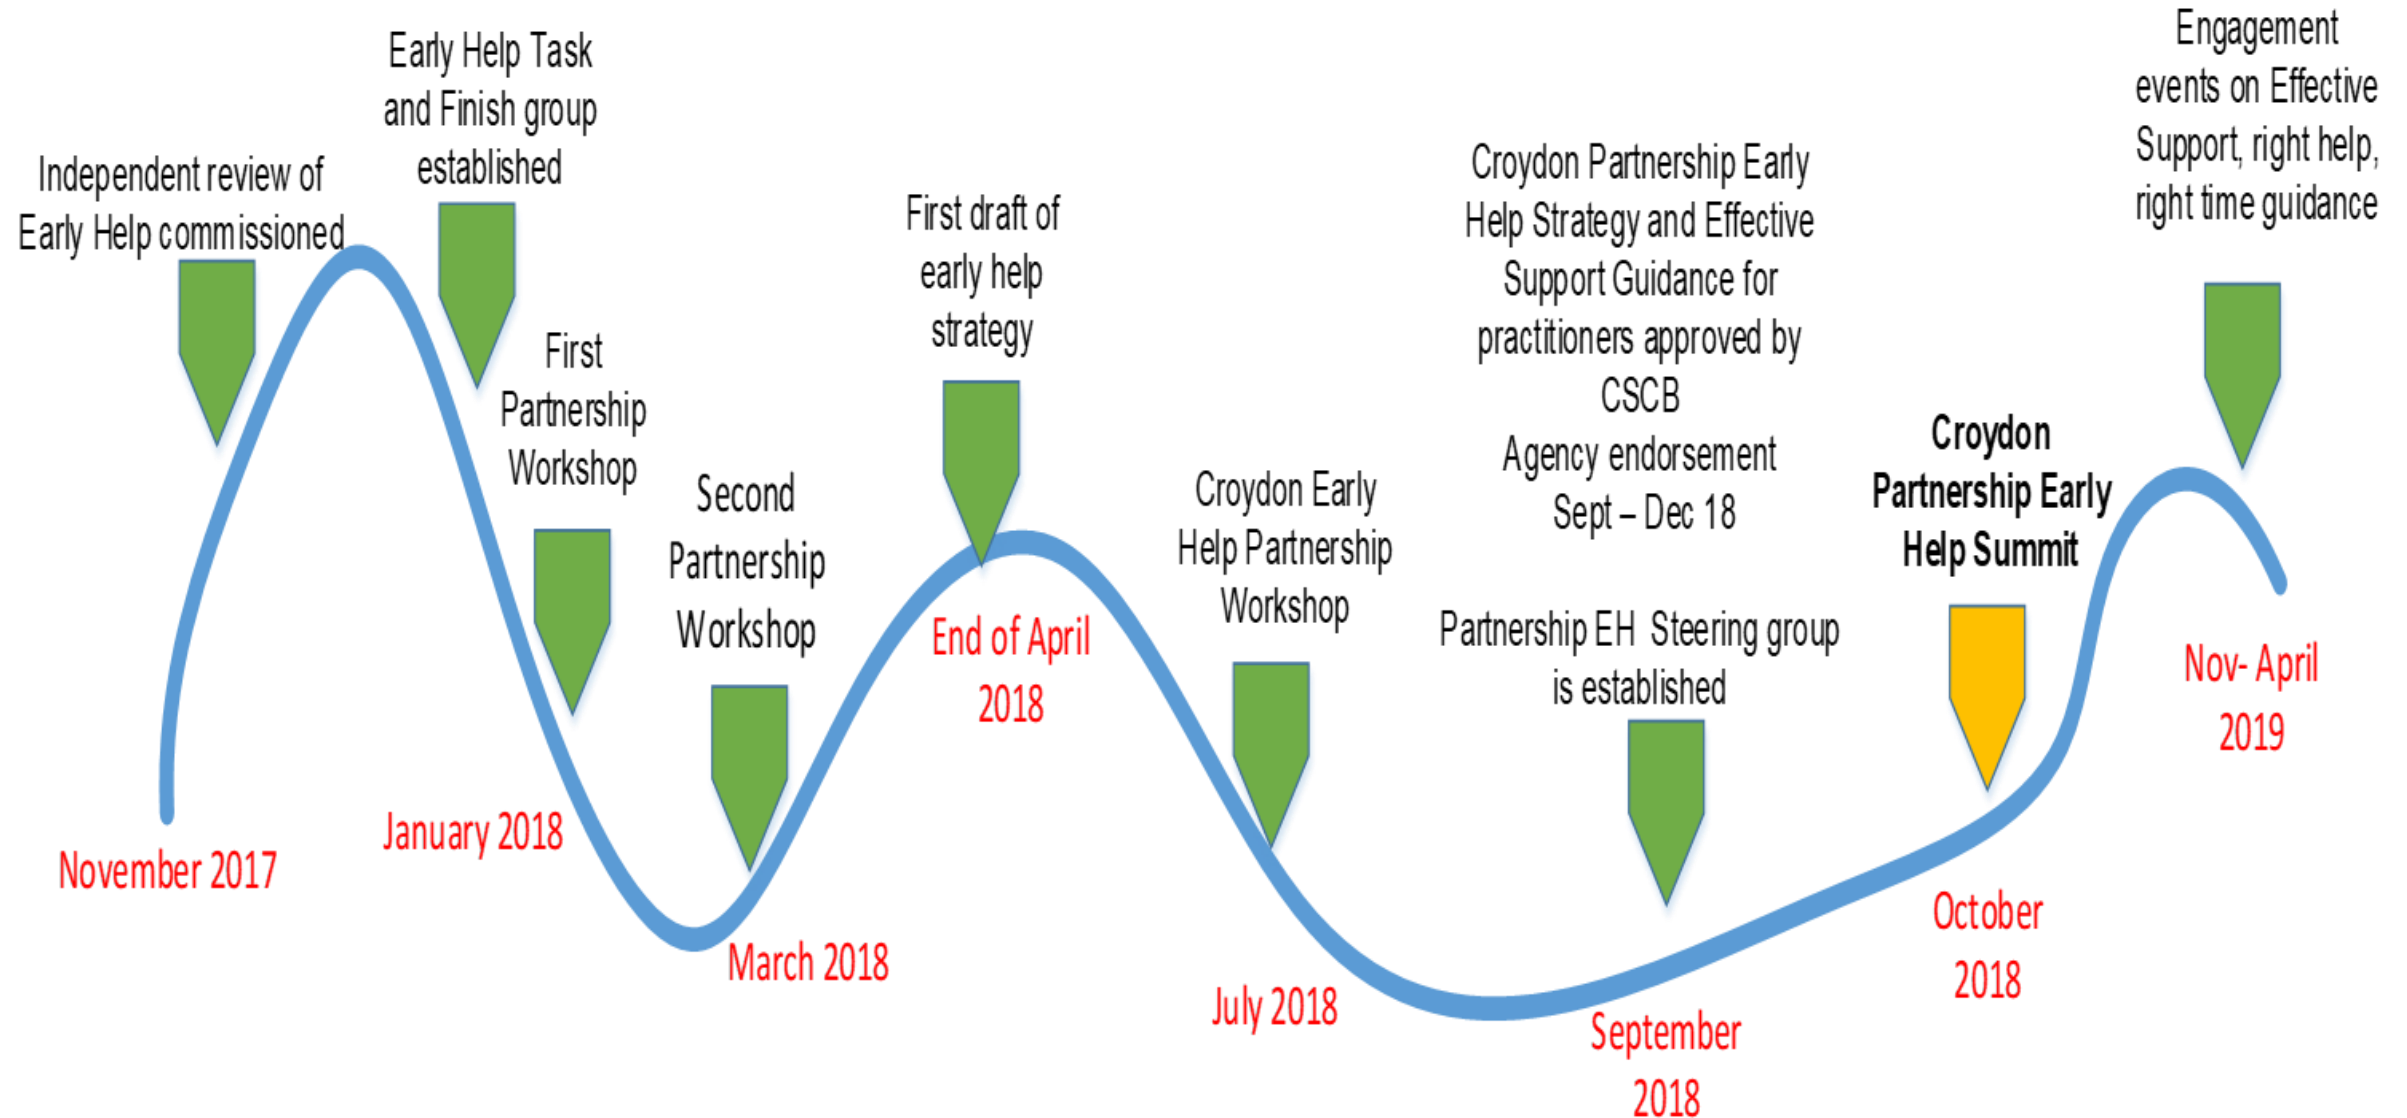 Independent review of
Early Help commissioned
November 2017
Early Help Task
and Finish group
established
First
Partnership
Workshop
January 2018
Second
Partnership
Workshop
March 2018
First draft of
early help
strategy
End of April
2018
Croydon Early
Help Partnership
Workshop
July 2018
Croydon Partnership Early
Help Strategy and Effective
Support Guidance for
practitioners approved by
CSCB
Agency endorsement
Sept – Dec 18
Partnership EH Steering group
is established
September
2018
Croydon
Partnership Early
Help Summit
October
2018
Engagement
events on Effective
Support, right help,
right time guidance
Nov- April
2019